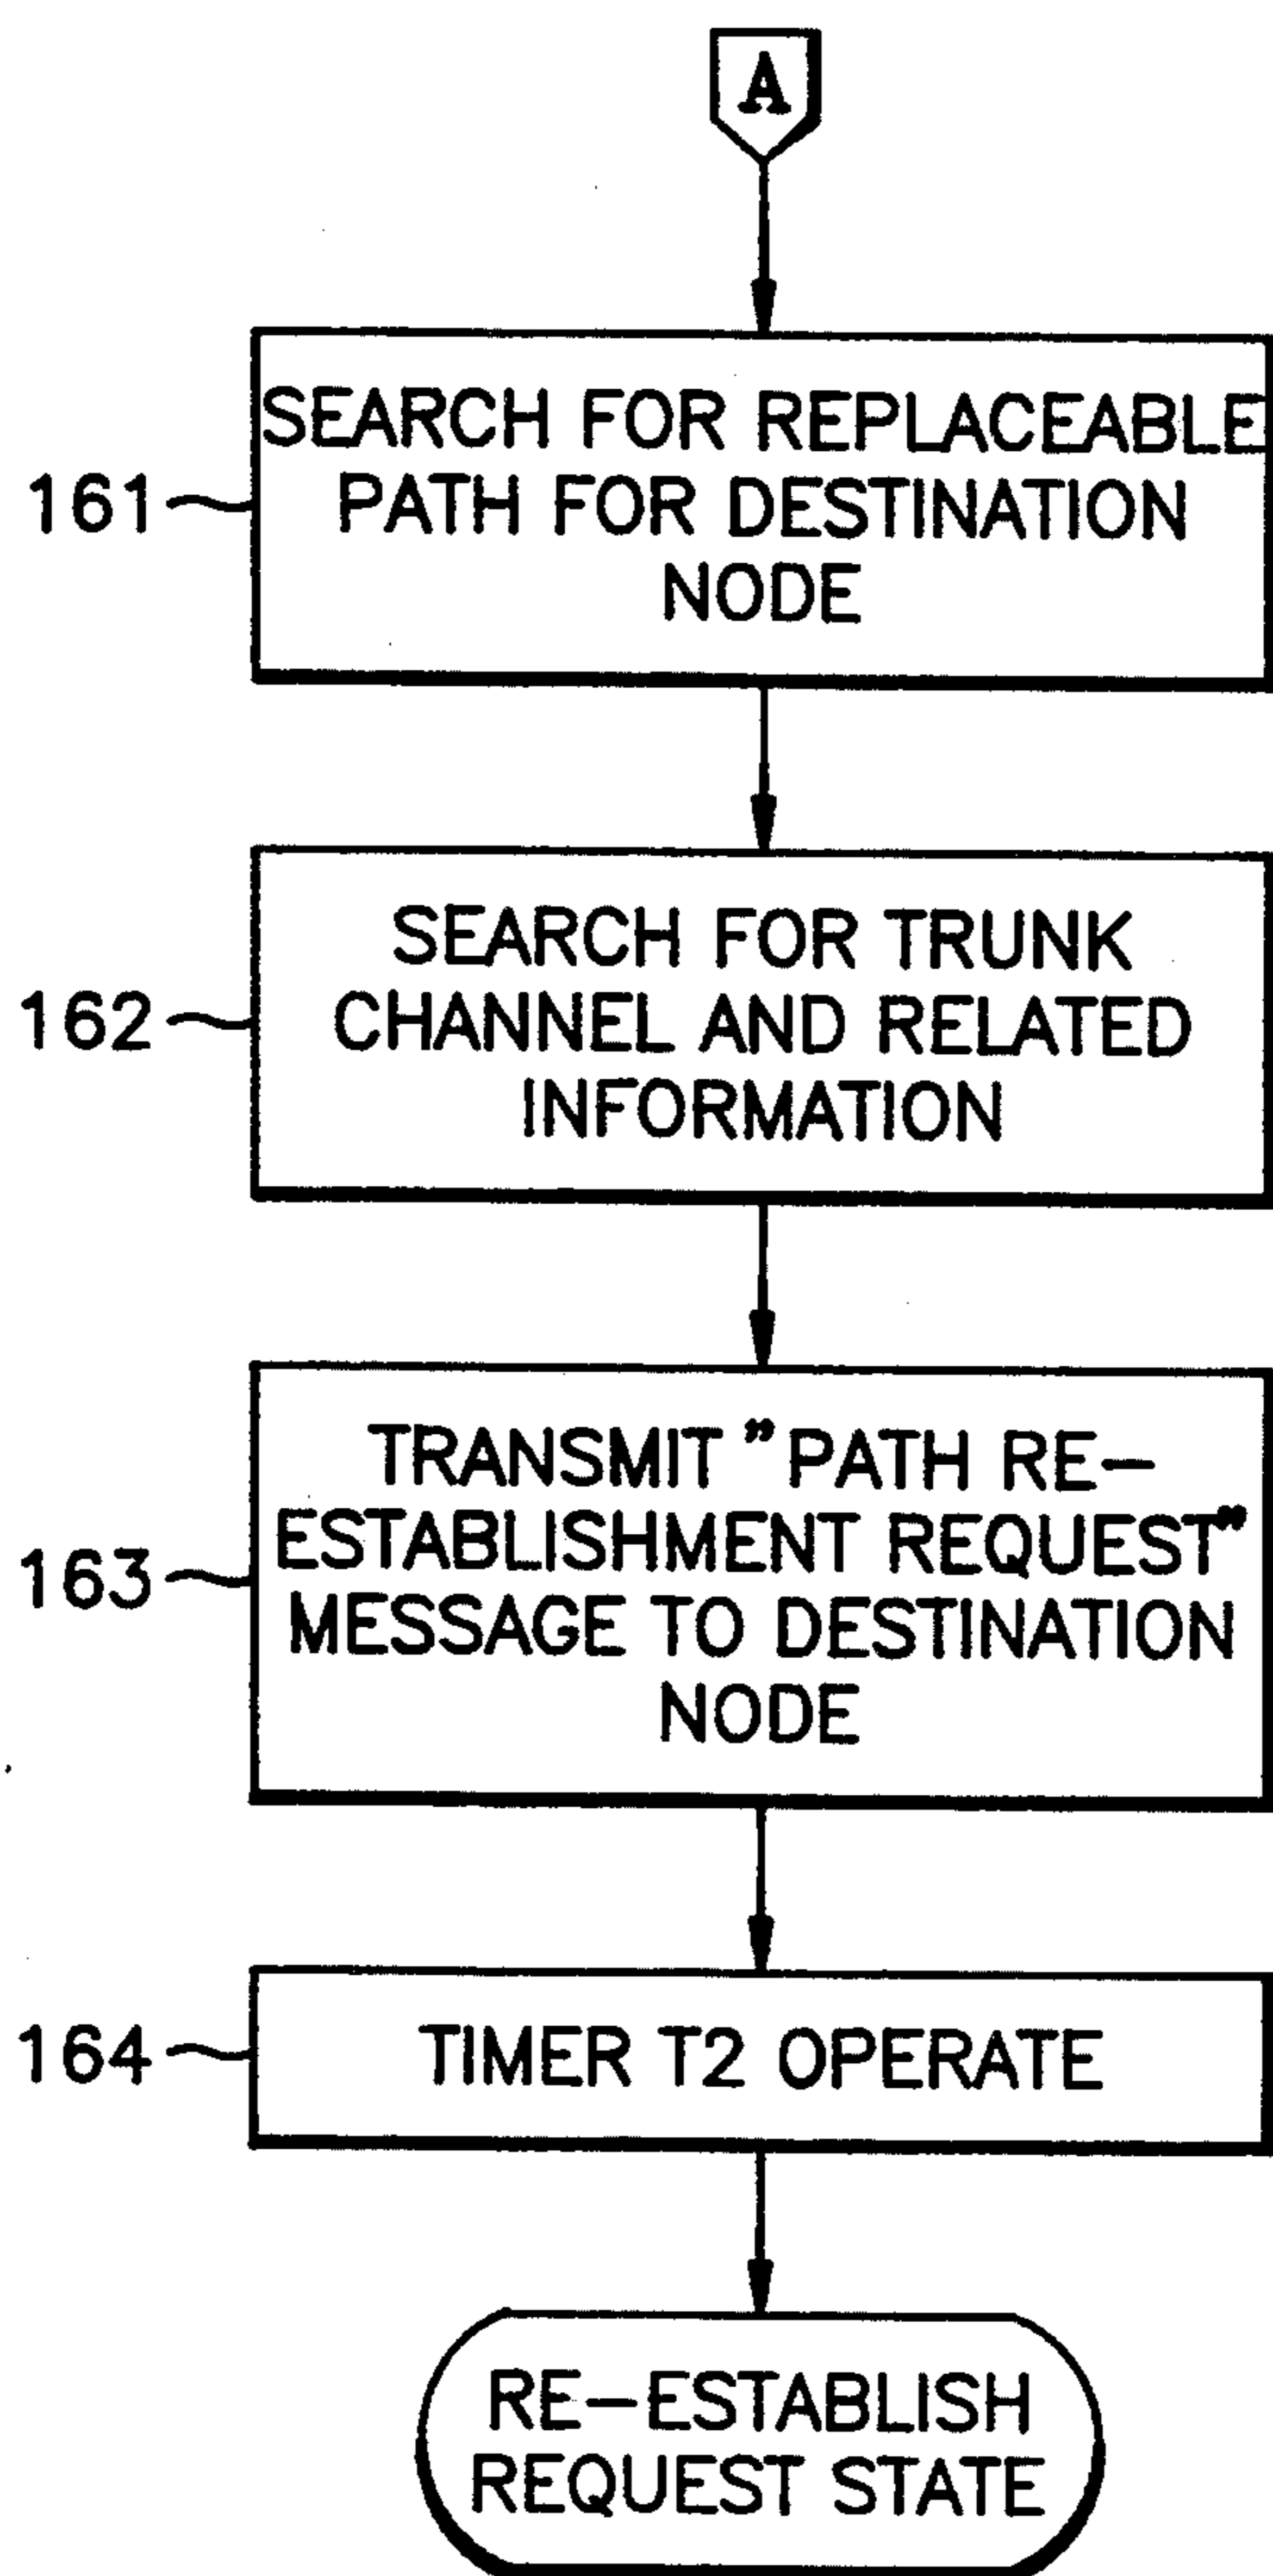 A
161
SEARCH FOR REPLACEABLE
PATH FOR DESTINATION
NODE
162
SEARCH FOR TRUNK
CHANNEL AND RELATED
INFORMATION
163
TRANSMIT " PATH RE-
ESTABLISHMENT REQUEST"
MESSAGE TO DESTINATION
NODE
164
TIMER T2 OPERATE
RE-ESTABLISH
REQUEST STATE